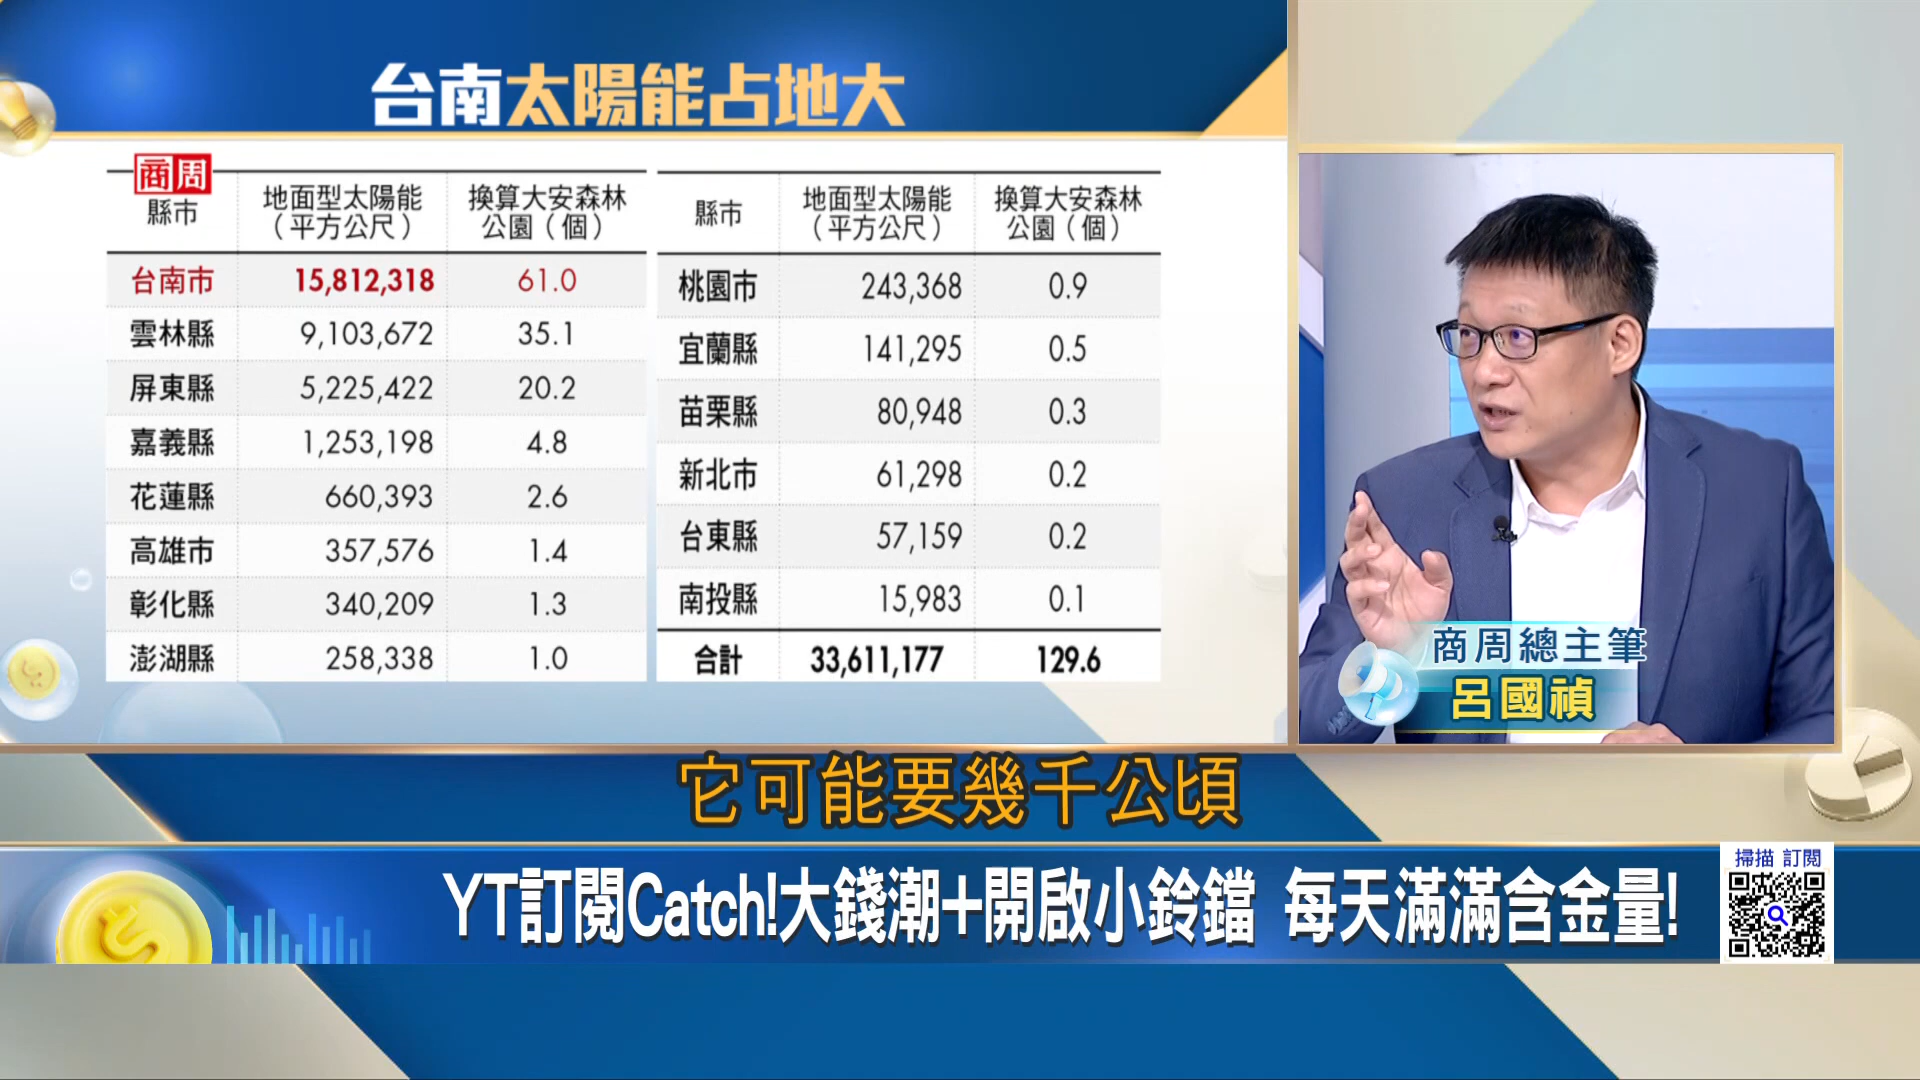 台南太陽能占地大
商周
縣市 地面型太陽能（平方公尺） 換算大安森林公園（個）
台南市 15,812,318 61.0
雲林縣 9,103,672 35.1
屏東縣 5,225,422 20.2
嘉義縣 1,253,198 4.8
花蓮縣 660,393 2.6
高雄市 357,576 1.4
彰化縣 340,209 1.3
澎湖縣 258,338 1.0
縣市 地面型太陽能（平方公尺） 換算大安森林公園（個）
桃園市 243,368 0.9
宜蘭縣 141,295 0.5
苗栗縣 80,948 0.3
新北市 61,298 0.2
台東縣 57,159 0.2
南投縣 15,983 0.1
合計 33,611,177 129.6
商周總主筆
呂國禎
它可能要幾千公頃
YT訂閱Catch!大錢潮+開啟小鈴鐺 每天滿滿含金量!
掃描 訂閱